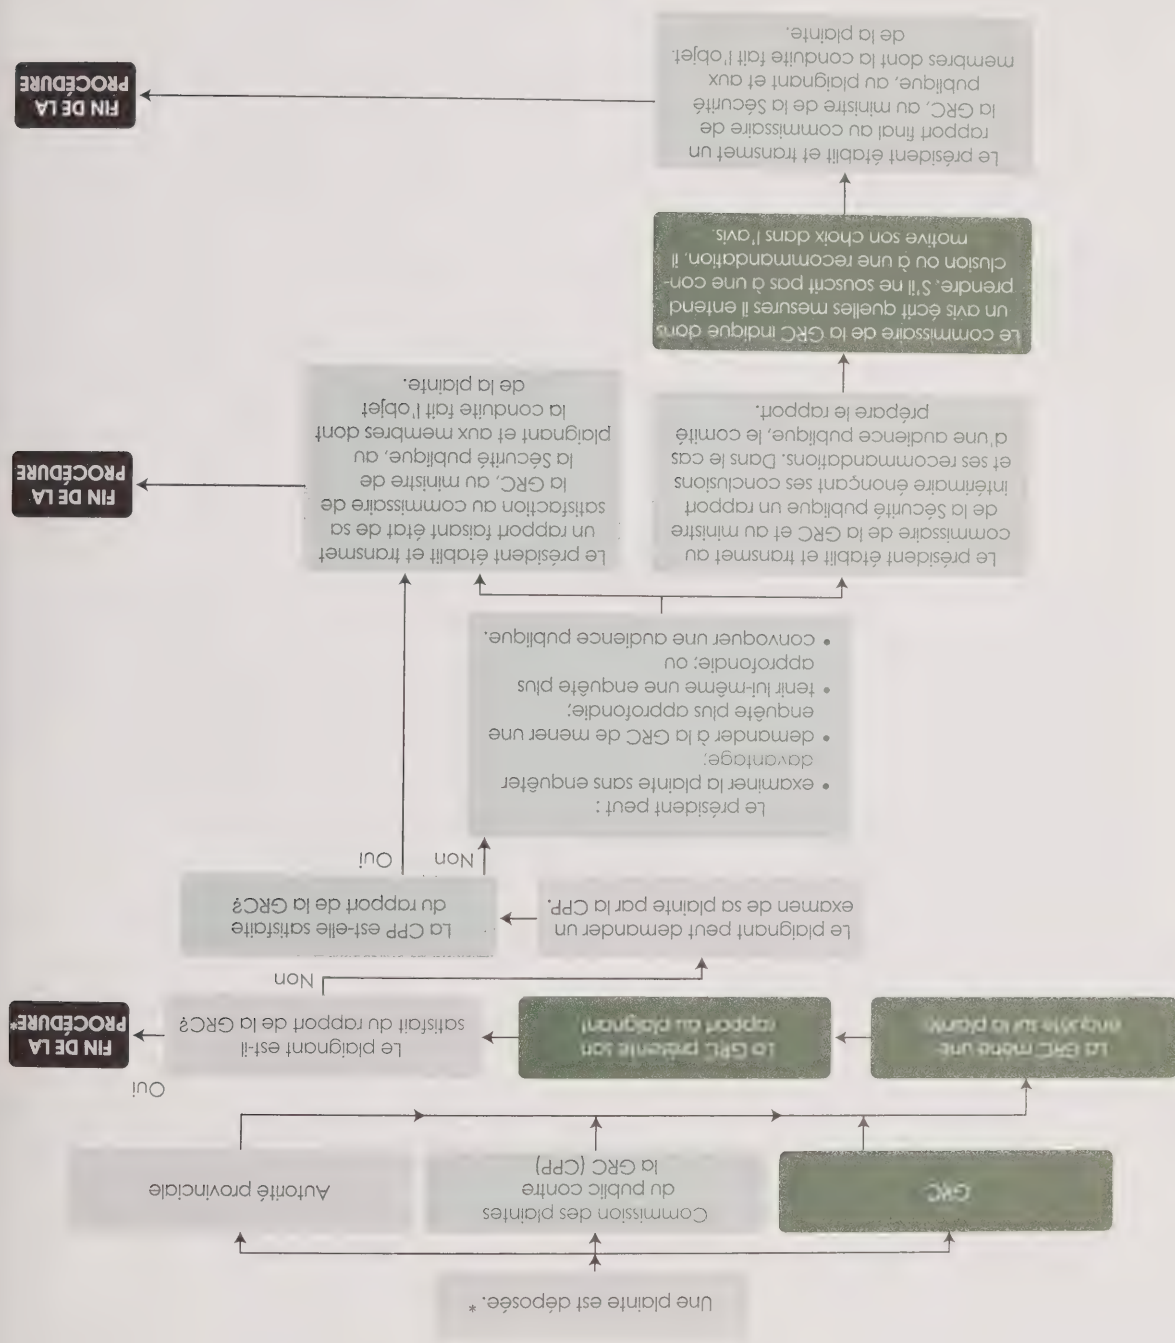 Une plainte est déposée. *
GRC
Commission des plaintes
du public contre
la GRC (CPP)
Autorité provinciale
La GRC mène une
enquête sur la plainte.
La GRC présente son
rapport au plaignant.
Le plaignant est-il
satisfait du rapport de la GRC?
Oui
FIN DE LA
PROCÉDURE*
Non
Le plaignant peut demander un
examen de sa plainte par la CPP.
La CPP est-elle satisfaite
du rapport de la GRC?
Non
Oui
Le président peut :
• examiner la plainte sans enquêter
davantage;
• demander à la GRC de mener une
enquête plus approfondie;
• tenir lui-même une enquête plus
approfondie; ou
• convoquer une audience publique.
Le président établit et transmet au
commissaire de la GRC et au ministre
de la Sécurité publique un rapport
intérimaire énonçant ses conclusions
et ses recommandations. Dans le cas
d'une audience publique, le comité
prépare le rapport.
Le président établit et transmet
un rapport faisant état de sa
satisfaction au commissaire de
la GRC, au ministre de
la Sécurité publique, au
plaignant et aux membres dont
la conduite fait l'objet
de la plainte.
FIN DE LA
PROCÉDURE
Le commissaire de la GRC indique dans
un avis écrit quelles mesures il entend
prendre. S'il ne souscrit pas à une con-
clusion ou à une recommandation, il
motive son choix dans l'avis.
Le président établit et transmet un
rapport final au commissaire de
la GRC, au ministre de la Sécurité
publique, au plaignant et aux
membres dont la conduite fait l'objet
de la plainte.
FIN DE LA
PROCÉDURE